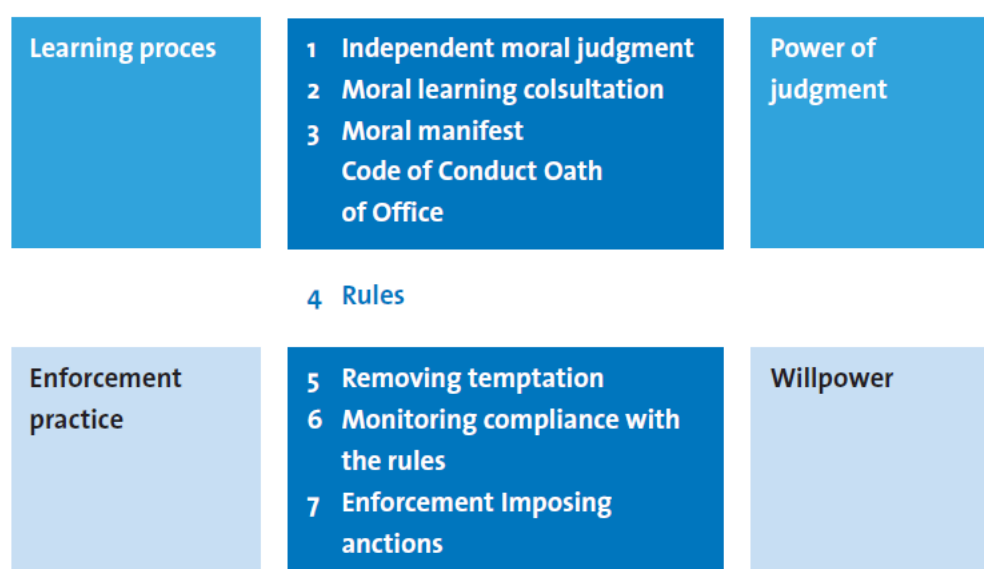 Learning proces
1 Independent moral judgment
2 Moral learning colsultation
3 Moral manifest
Code of Conduct Oath
of Office
Power of
judgment
4 Rules
Enforcement
practice
5 Removing temptation
6 Monitoring compliance with
the rules
7 Enforcement Imposing
anctions
Willpower